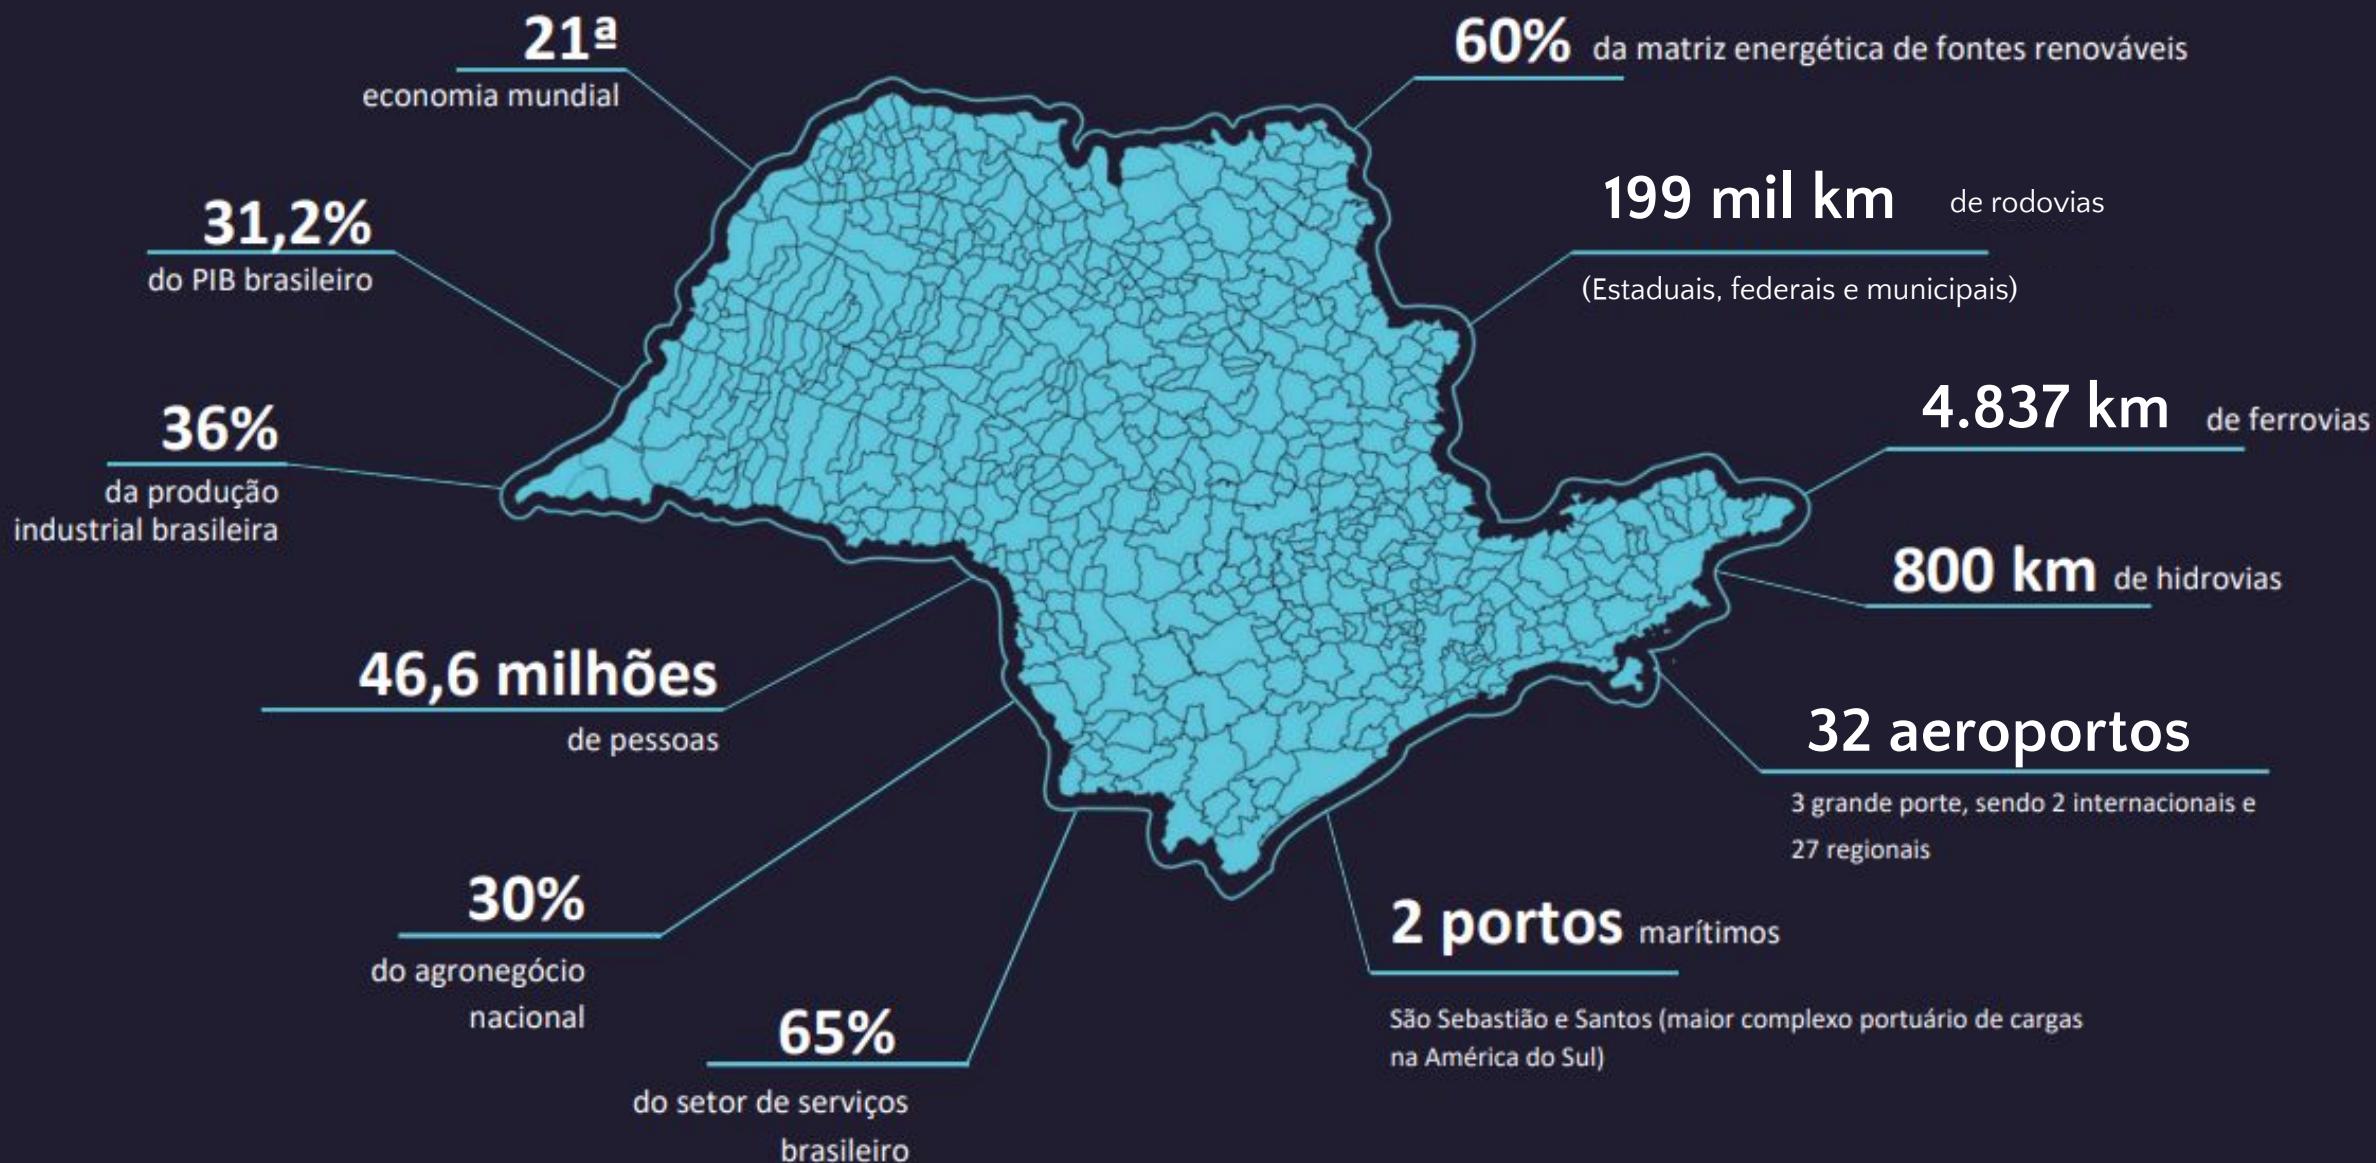 21ª
economia mundial
31,2%
do PIB brasileiro
36%
da produção
industrial brasileira
46,6 milhões
de pessoas
30%
do agronegócio
nacional
65%
do setor de serviços
brasileiro
60% da matriz energética de fontes renováveis
199 mil km de rodovias
(Estaduais, federais e municipais)
4.837 km de ferrovias
800 km de hidrovias
32 aeroportos
3 grande porte, sendo 2 internacionais e
27 regionais
2 portos marítimos
São Sebastião e Santos (maior complexo portuário de cargas
na América do Sul)